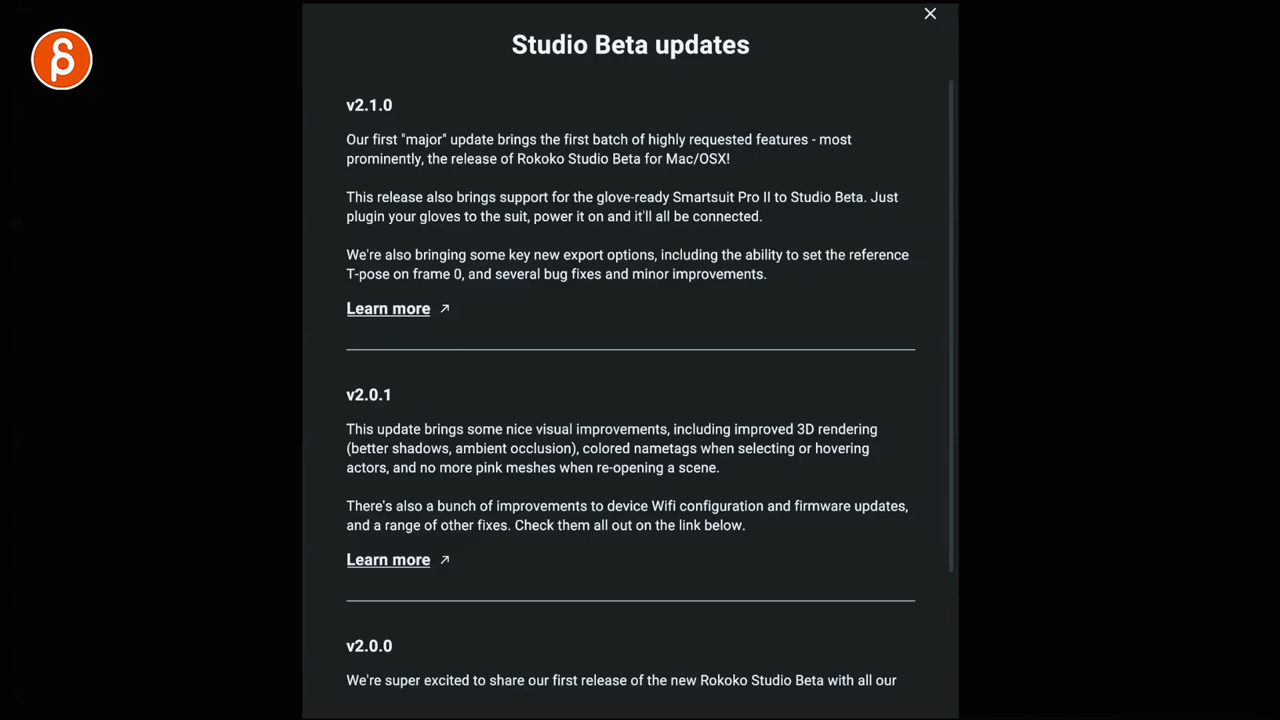 Studio Beta updates
v2.1.0
Our first "major" update brings the first batch of highly requested features - most
prominently, the release of Rokoko Studio Beta for Mac/OSX!
This release also brings support for the glove-ready Smartsuit Pro II to Studio Beta. Just
plugin your gloves to the suit, power it on and it'll all be connected.
We're also bringing some key new export options, including the ability to set the reference
T-pose on frame 0, and several bug fixes and minor improvements.
Learn more
v2.0.1
This update brings some nice visual improvements, including improved 3D rendering
(better shadows, ambient occlusion), colored nametags when selecting or hovering
actors, and no more pink meshes when re-opening a scene.
There's also a bunch of improvements to device Wifi configuration and firmware updates,
and a range of other fixes. Check them all out on the link below.
Learn more
v2.0.0
We're super excited to share our first release of the new Rokoko Studio Beta with all our